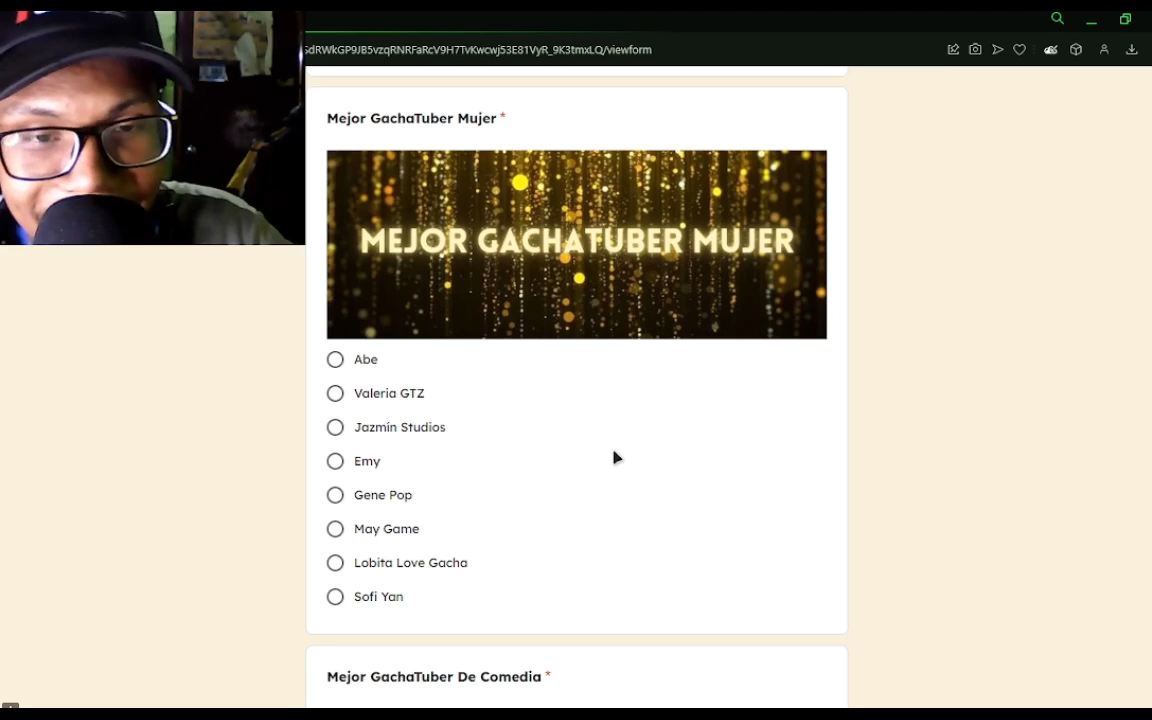 dRWkGP9JB5vzqRNRFaRcV9H7TvKwcwj53E81VyR_9K3tmxLQ/viewform
Mejor GachaTuber Mujer *
MEJOR GACHATUBER MUJER
Abe
Valeria GTZ
Jazmín Studios
Emy
Gene Pop
May Game
Lobita Love Gacha
Sofi Yan
Mejor GachaTuber De Comedia *